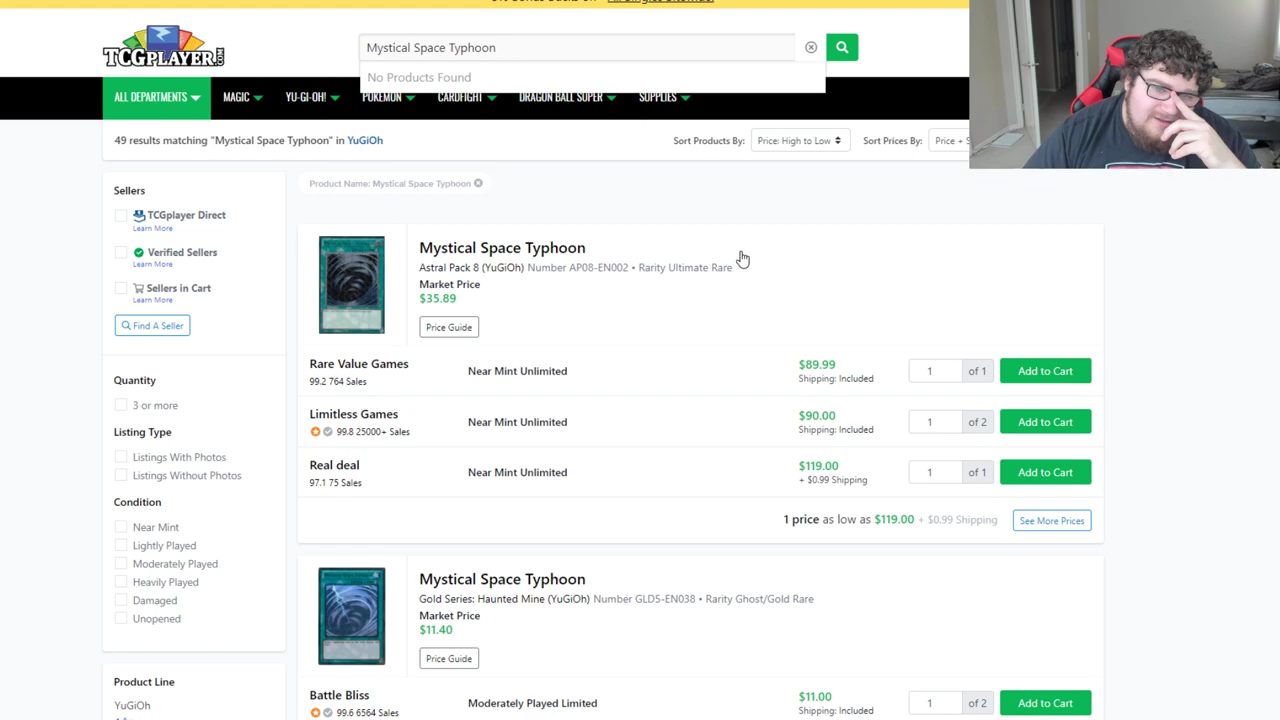 All Singles Sitewide!
TCGPLAYER.COM
Mystical Space Typhoon
No Products Found
ALL DEPARTMENTS MAGIC YU-GI-OH! POKEMON CARDFIGHT DRAGON BALL SUPER SUPPLIES
49 results matching "Mystical Space Typhoon" in YuGiOh
Sort Products By: Price: High to Low Sort Prices By: Price + S
Product Name: Mystical Space Typhoon
Sellers
TCGplayer Direct
Learn More
Verified Sellers
Learn More
Sellers in Cart
Learn More
Find A Seller
Quantity
3 or more
Listing Type
Listings With Photos
Listings Without Photos
Condition
Near Mint
Lightly Played
Moderately Played
Heavily Played
Damaged
Unopened
Product Line
YuGiOh
Mystical Space Typhoon
Astral Pack 8 (YuGiOh) Number AP08-EN002 • Rarity Ultimate Rare
Market Price
$35.89
Price Guide
Rare Value Games
99.2 764 Sales
Near Mint Unlimited
$89.99
Shipping: Included
1 of 1
Add to Cart
Limitless Games
99.8 25000+ Sales
Near Mint Unlimited
$90.00
Shipping: Included
1 of 2
Add to Cart
Real deal
97.1 75 Sales
Near Mint Unlimited
$119.00
+ $0.99 Shipping
1 of 1
Add to Cart
1 price as low as $119.00 + $0.99 Shipping
See More Prices
Mystical Space Typhoon
Gold Series: Haunted Mine (YuGiOh) Number GLD5-EN038 • Rarity Ghost/Gold Rare
Market Price
$11.40
Price Guide
Battle Bliss
99.6 6564 Sales
Moderately Played Limited
$11.00
Shipping: Included
1 of 2
Add to Cart